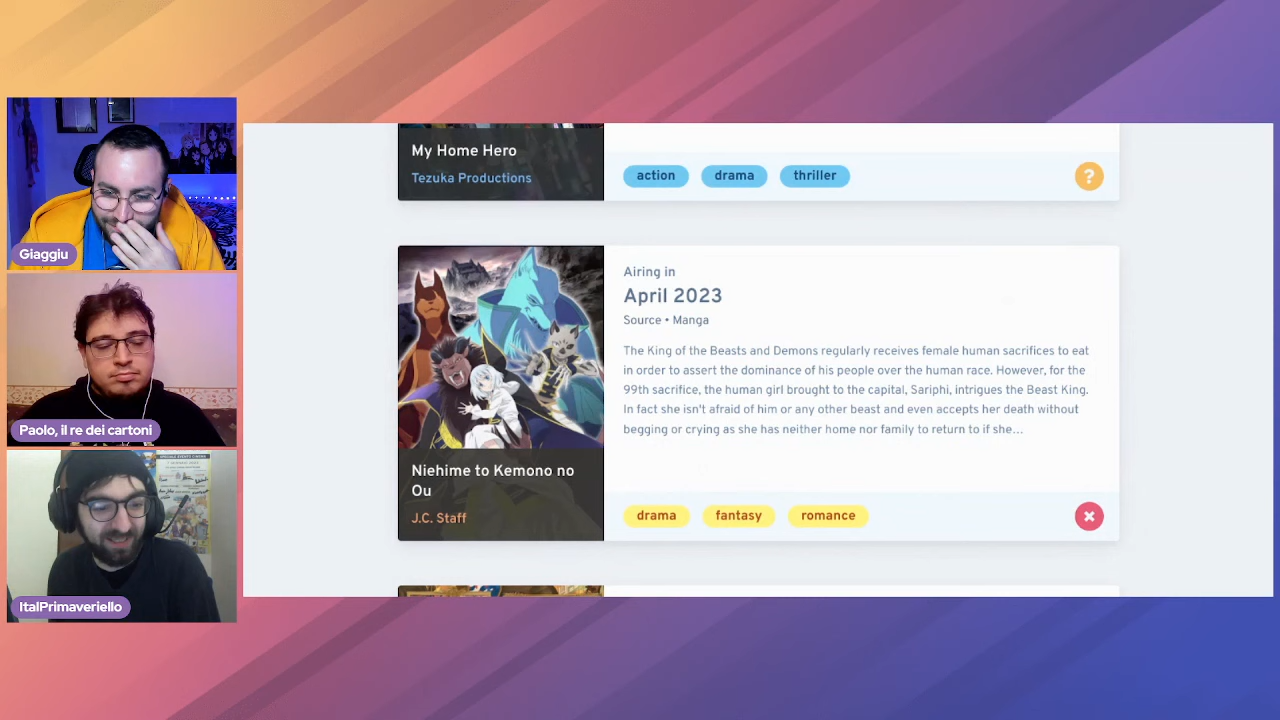 Giaggiu
Paolo, il re dei cartoni
ItalPrimaveriello
My Home Hero
Tezuka Productions
action drama thriller
?
Airing in
April 2023
Source • Manga
The King of the Beasts and Demons regularly receives female human sacrifices to eat
in order to assert the dominance of his people over the human race. However, for the
99th sacrifice, the human girl brought to the capital, Sariphi, intrigues the Beast King.
In fact she isn't afraid of him or any other beast and even accepts her death without
begging or crying as she has neither home nor family to return to if she...
Niehime to Kemono no
Ou
J.C. Staff
drama fantasy romance